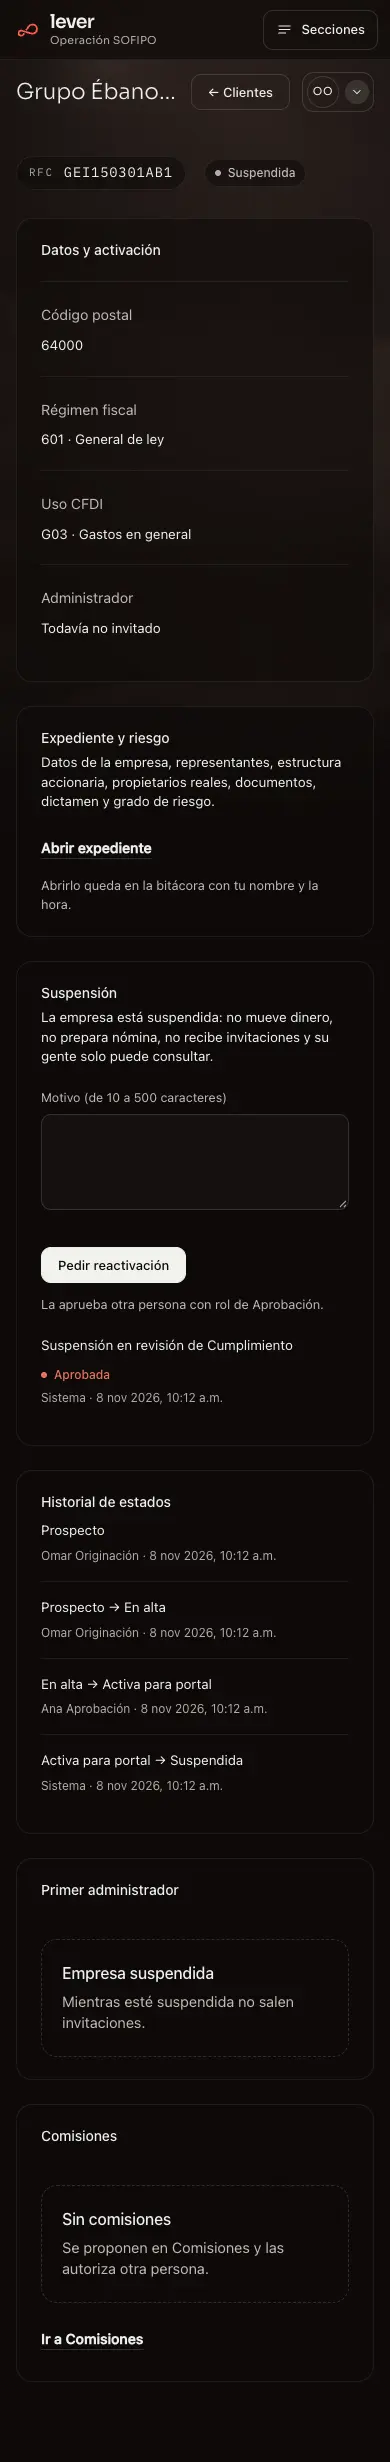 lever
Operación SOFIPO
Secciones
Grupo Ébano...
← Clientes
OO
RFC GEI150301AB1
Suspendida
Datos y activación
Código postal
64000
Régimen fiscal
601 · General de ley
Uso CFDI
G03 · Gastos en general
Administrador
Todavía no invitado
Expediente y riesgo
Datos de la empresa, representantes, estructura
accionaria, propietarios reales, documentos,
dictamen y grado de riesgo.
Abrir expediente
Abrirlo queda en la bitácora con tu nombre y la
hora.
Suspensión
La empresa está suspendida: no mueve dinero,
no prepara nómina, no recibe invitaciones y su
gente solo puede consultar.
Motivo (de 10 a 500 caracteres)
Pedir reactivación
La aprueba otra persona con rol de Aprobación.
Suspensión en revisión de Cumplimiento
Aprobada
Sistema · 8 nov 2026, 10:12 a.m.
Historial de estados
Prospecto
Omar Originación · 8 nov 2026, 10:12 a.m.
Prospecto → En alta
Omar Originación · 8 nov 2026, 10:12 a.m.
En alta → Activa para portal
Ana Aprobación · 8 nov 2026, 10:12 a.m.
Activa para portal → Suspendida
Sistema · 8 nov 2026, 10:12 a.m.
Primer administrador
Empresa suspendida
Mientras esté suspendida no salen
invitaciones.
Comisiones
Sin comisiones
Se proponen en Comisiones y las
autoriza otra persona.
Ir a Comisiones